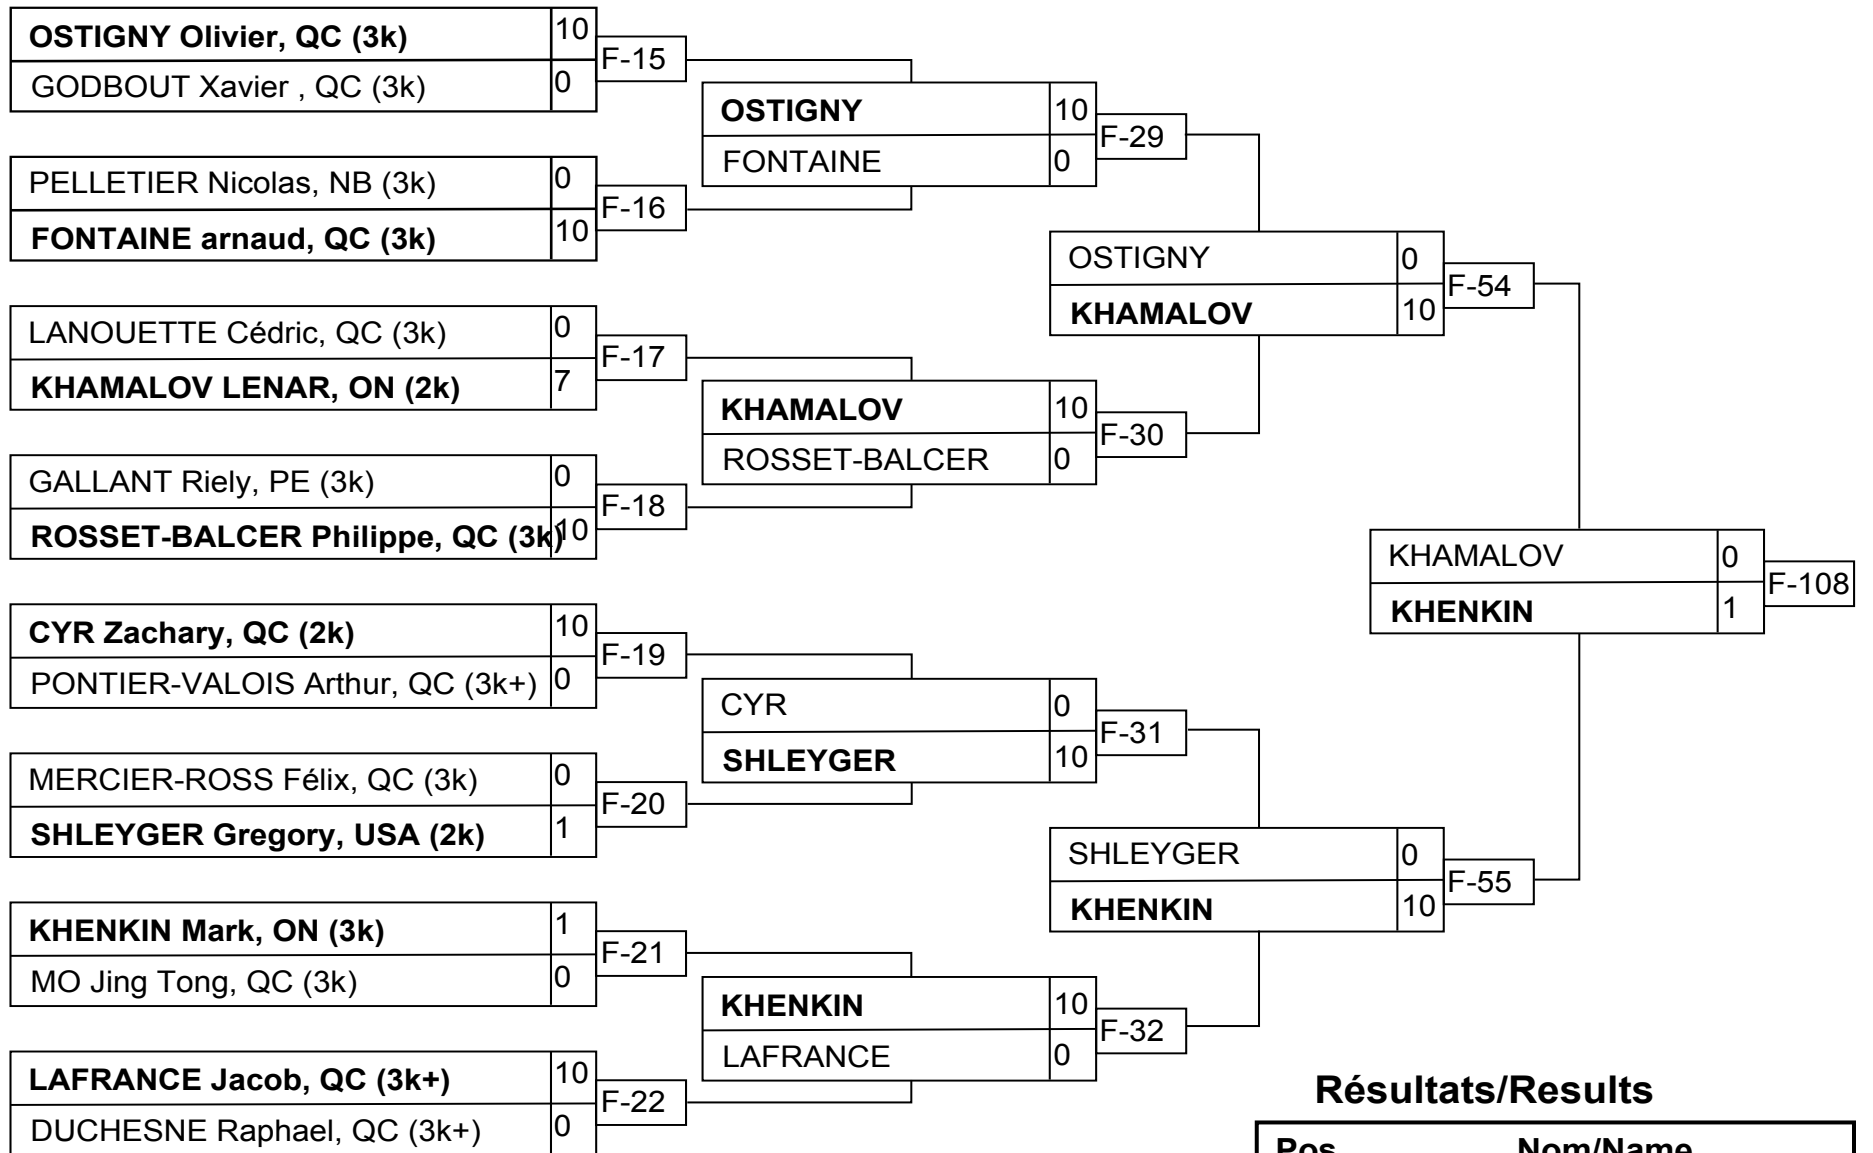 OSTIGNY Olivier, QC (3k) 10
GODBOUT Xavier , QC (3k) 0
F-15
PELLETIER Nicolas, NB (3k) 0
FONTAINE arnaud, QC (3k) 10
F-16
LANOUETTE Cédric, QC (3k) 0
KHAMALOV LENAR, ON (2k) 7
F-17
GALLANT Riely, PE (3k) 0
ROSSET-BALCER Philippe, QC (3k) 10
F-18
CYR Zachary, QC (2k) 10
PONTIER-VALOIS Arthur, QC (3k+) 0
F-19
MERCIER-ROSS Félix, QC (3k) 0
SHLEYGER Gregory, USA (2k) 1
F-20
KHENKIN Mark, ON (3k) 1
MO Jing Tong, QC (3k) 0
F-21
LAFRANCE Jacob, QC (3k+) 10
DUCHESNE Raphael, QC (3k+) 0
F-22
OSTIGNY 10
FONTAINE 0
F-29
KHAMALOV 10
ROSSET-BALCER 0
F-30
CYR 0
SHLEYGER 10
F-31
KHENKIN 10
LAFRANCE 0
F-32
OSTIGNY 0
KHAMALOV 10
F-54
SHLEYGER 0
KHENKIN 10
F-55
KHAMALOV 0
KHENKIN 1
F-108
Résultats/Results
Pos Nom/Name